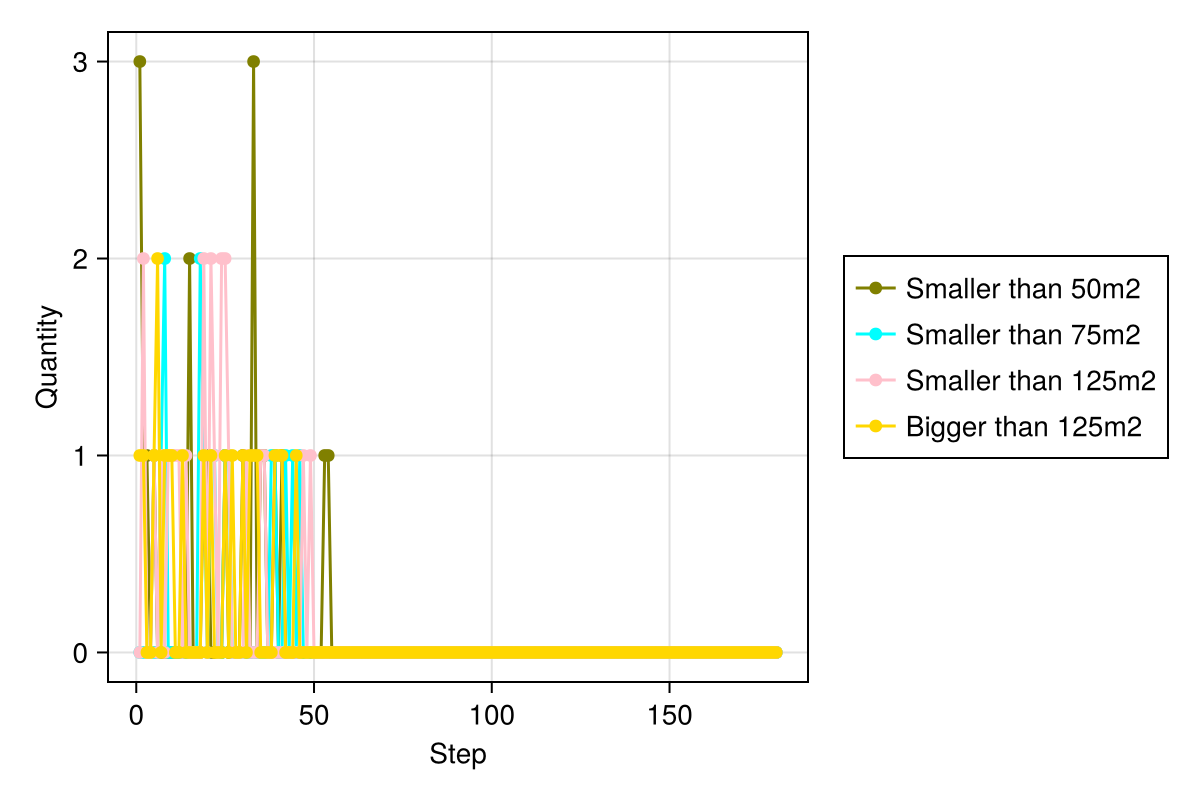 3
2
1
0
Quantity
0 50 100 150
Step
Smaller than 50m2
Smaller than 75m2
Smaller than 125m2
Bigger than 125m2